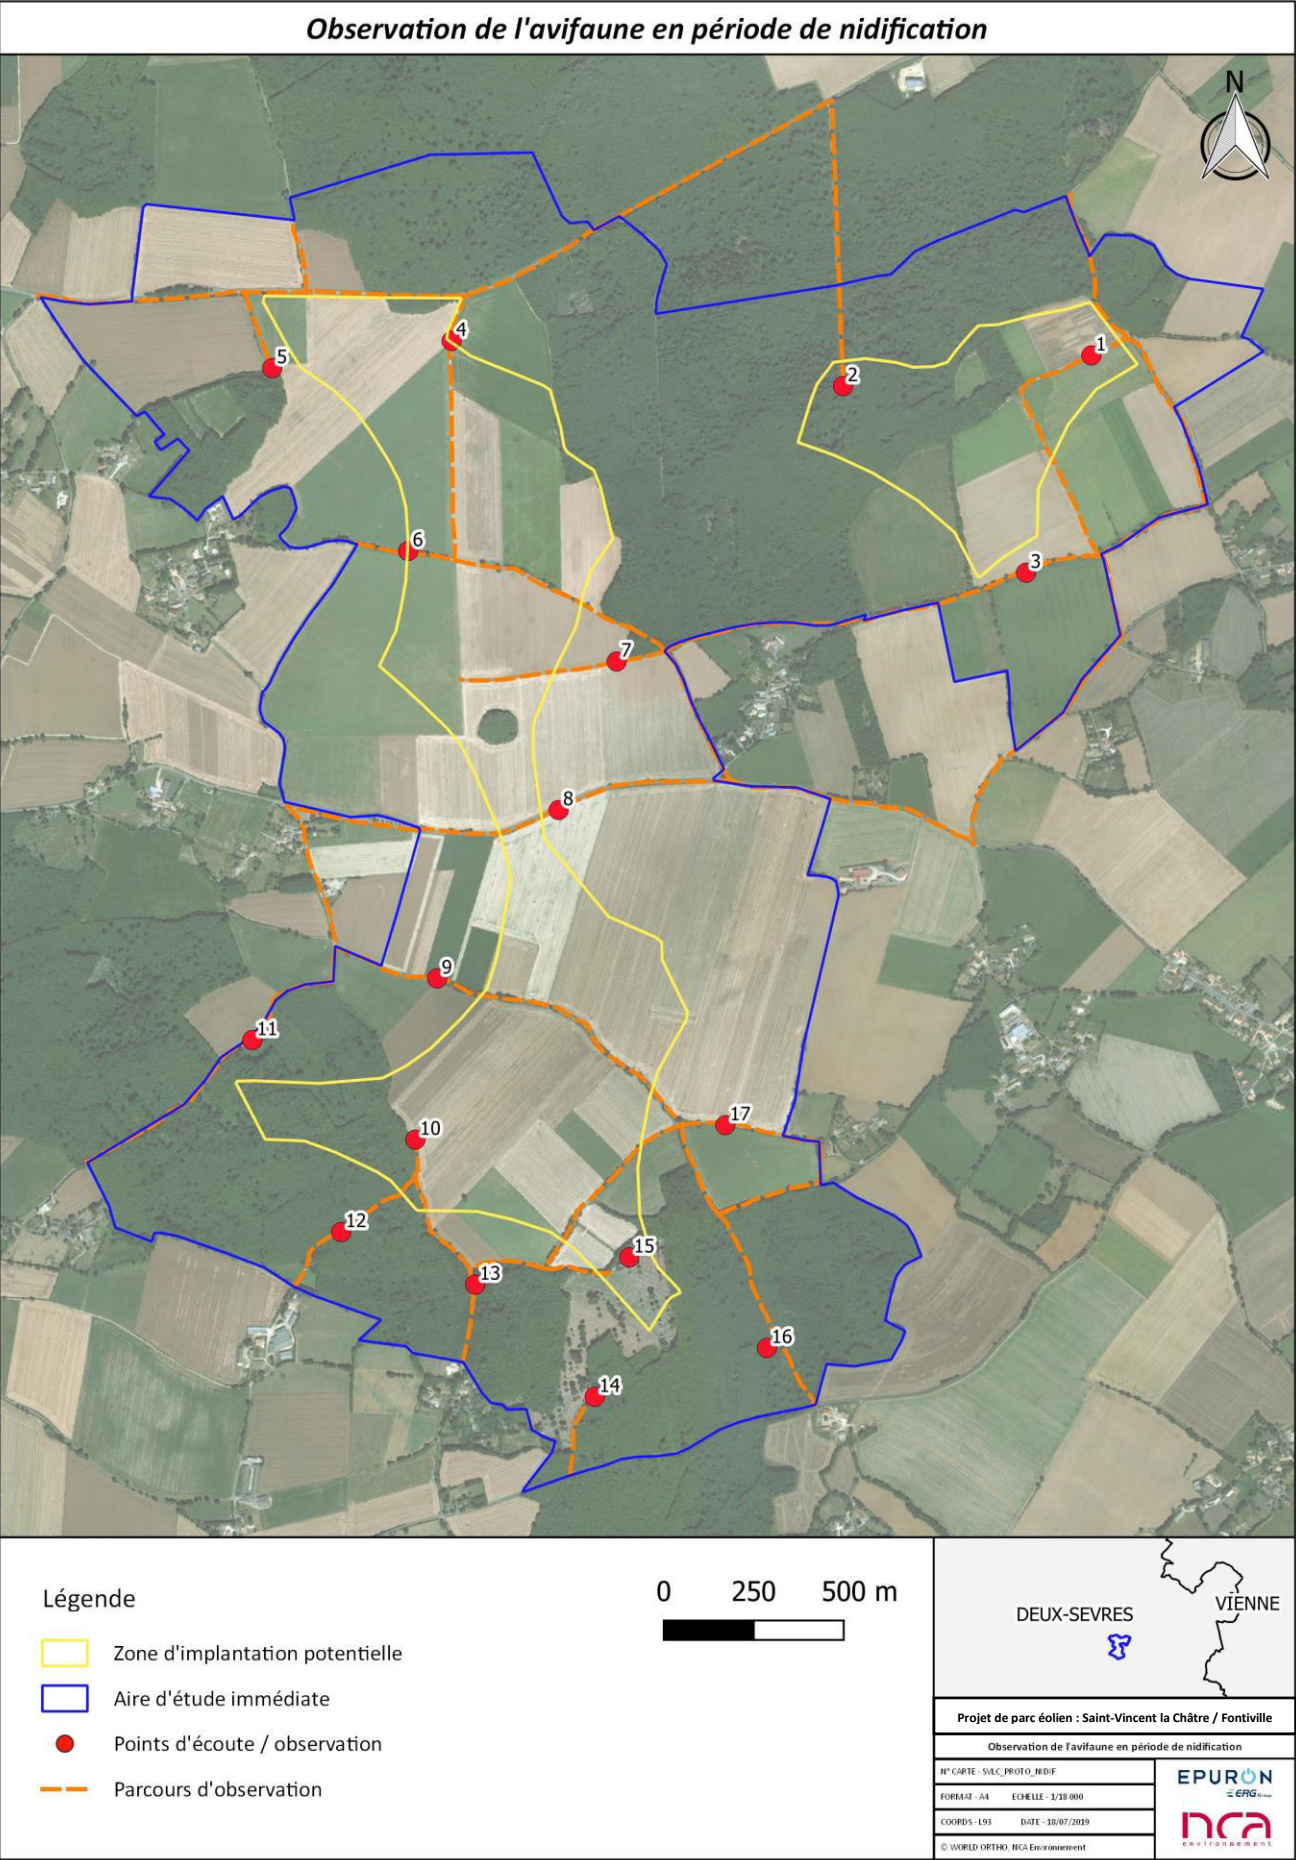 Observation de l'avifaune en période de nidification
N
1
4
5
2
6
3
7
8
9
11
10
17
12
15
13
16
14
Légende
Zone d'implantation potentielle
Aire d'étude immédiate
Points d'écoute / observation
Parcours d'observation
0 250 500 m
DEUX-SEVRES
VIENNE
Projet de parc éolien : Saint-Vincent la Châtre / Fontiville
Observation de l'avifaune en période de nidification
N° CARTE - SVLC_PROTO_NIDIF
FORMAT - A4 ECHELLE - 1/18 000
COORDS - L93 DATE - 18/07/2019
© WORLD ORTHO, NCA Environnement
EPURON
ERG Group
nca
environnement